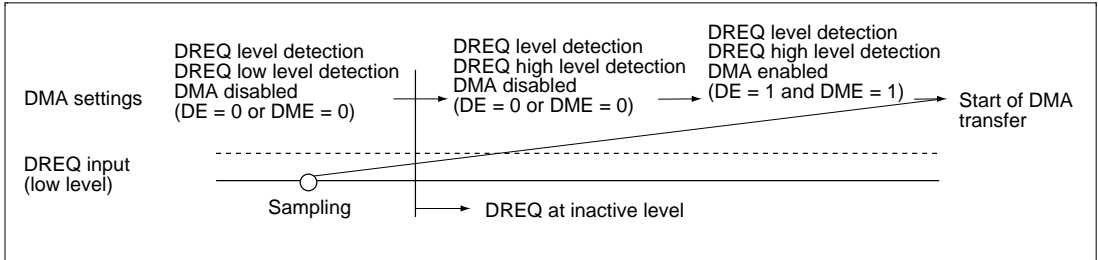 DMA settings
DREQ level detection
DREQ low level detection
DMA disabled
(DE = 0 or DME = 0)
DREQ level detection
DREQ high level detection
DMA disabled
(DE = 0 or DME = 0)
DREQ level detection
DREQ high level detection
DMA enabled
(DE = 1 and DME = 1)
Start of DMA
transfer
DREQ input
(low level)
Sampling
DREQ at inactive level